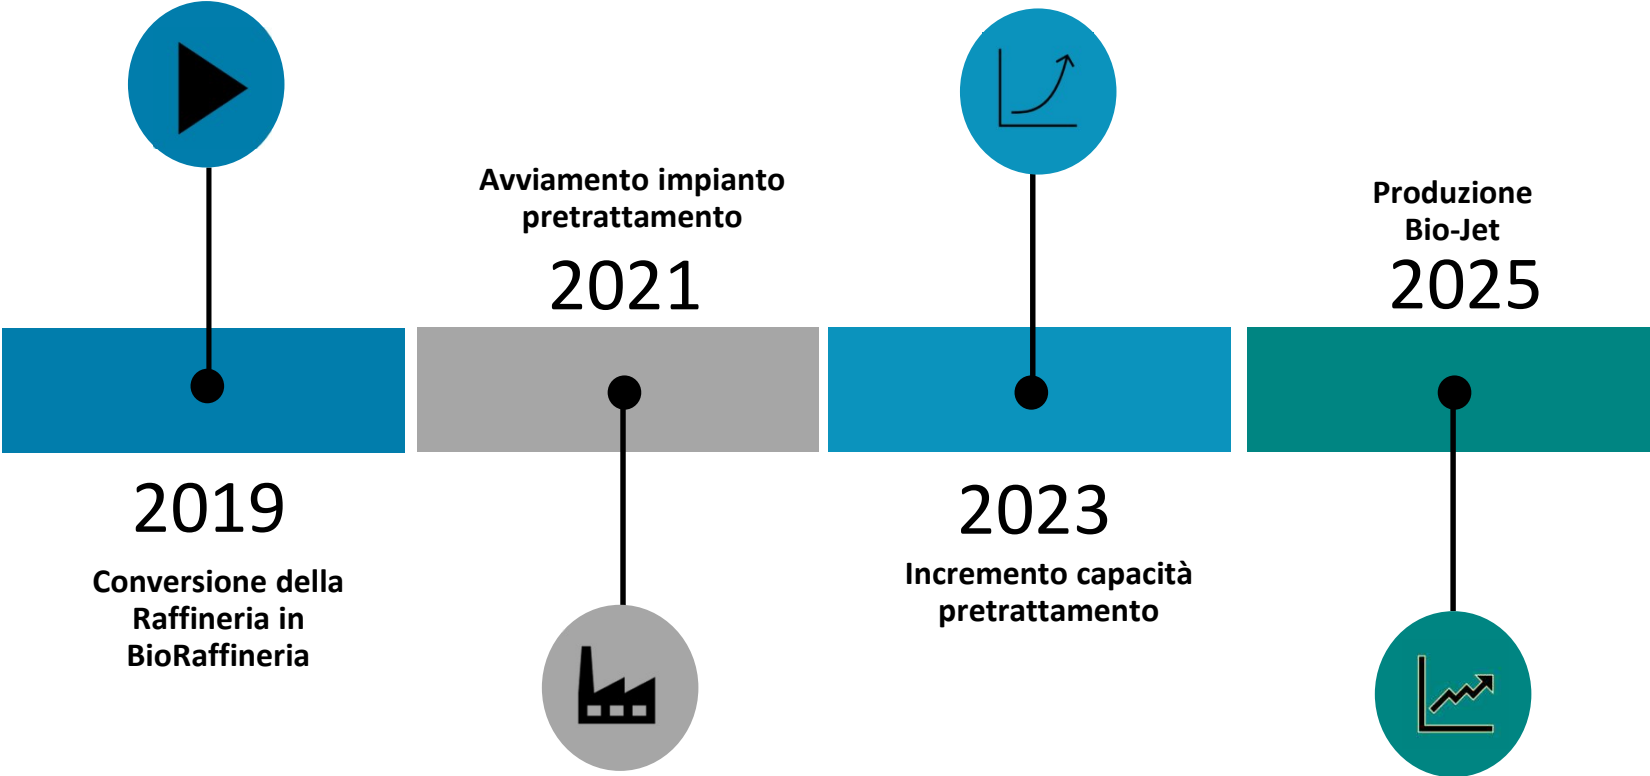 2019
Conversione della
Raffineria in
BioRaffineria
Avviamento impianto
pretrattamento
2021
2023
Incremento capacità
pretrattamento
Produzione
Bio-Jet
2025